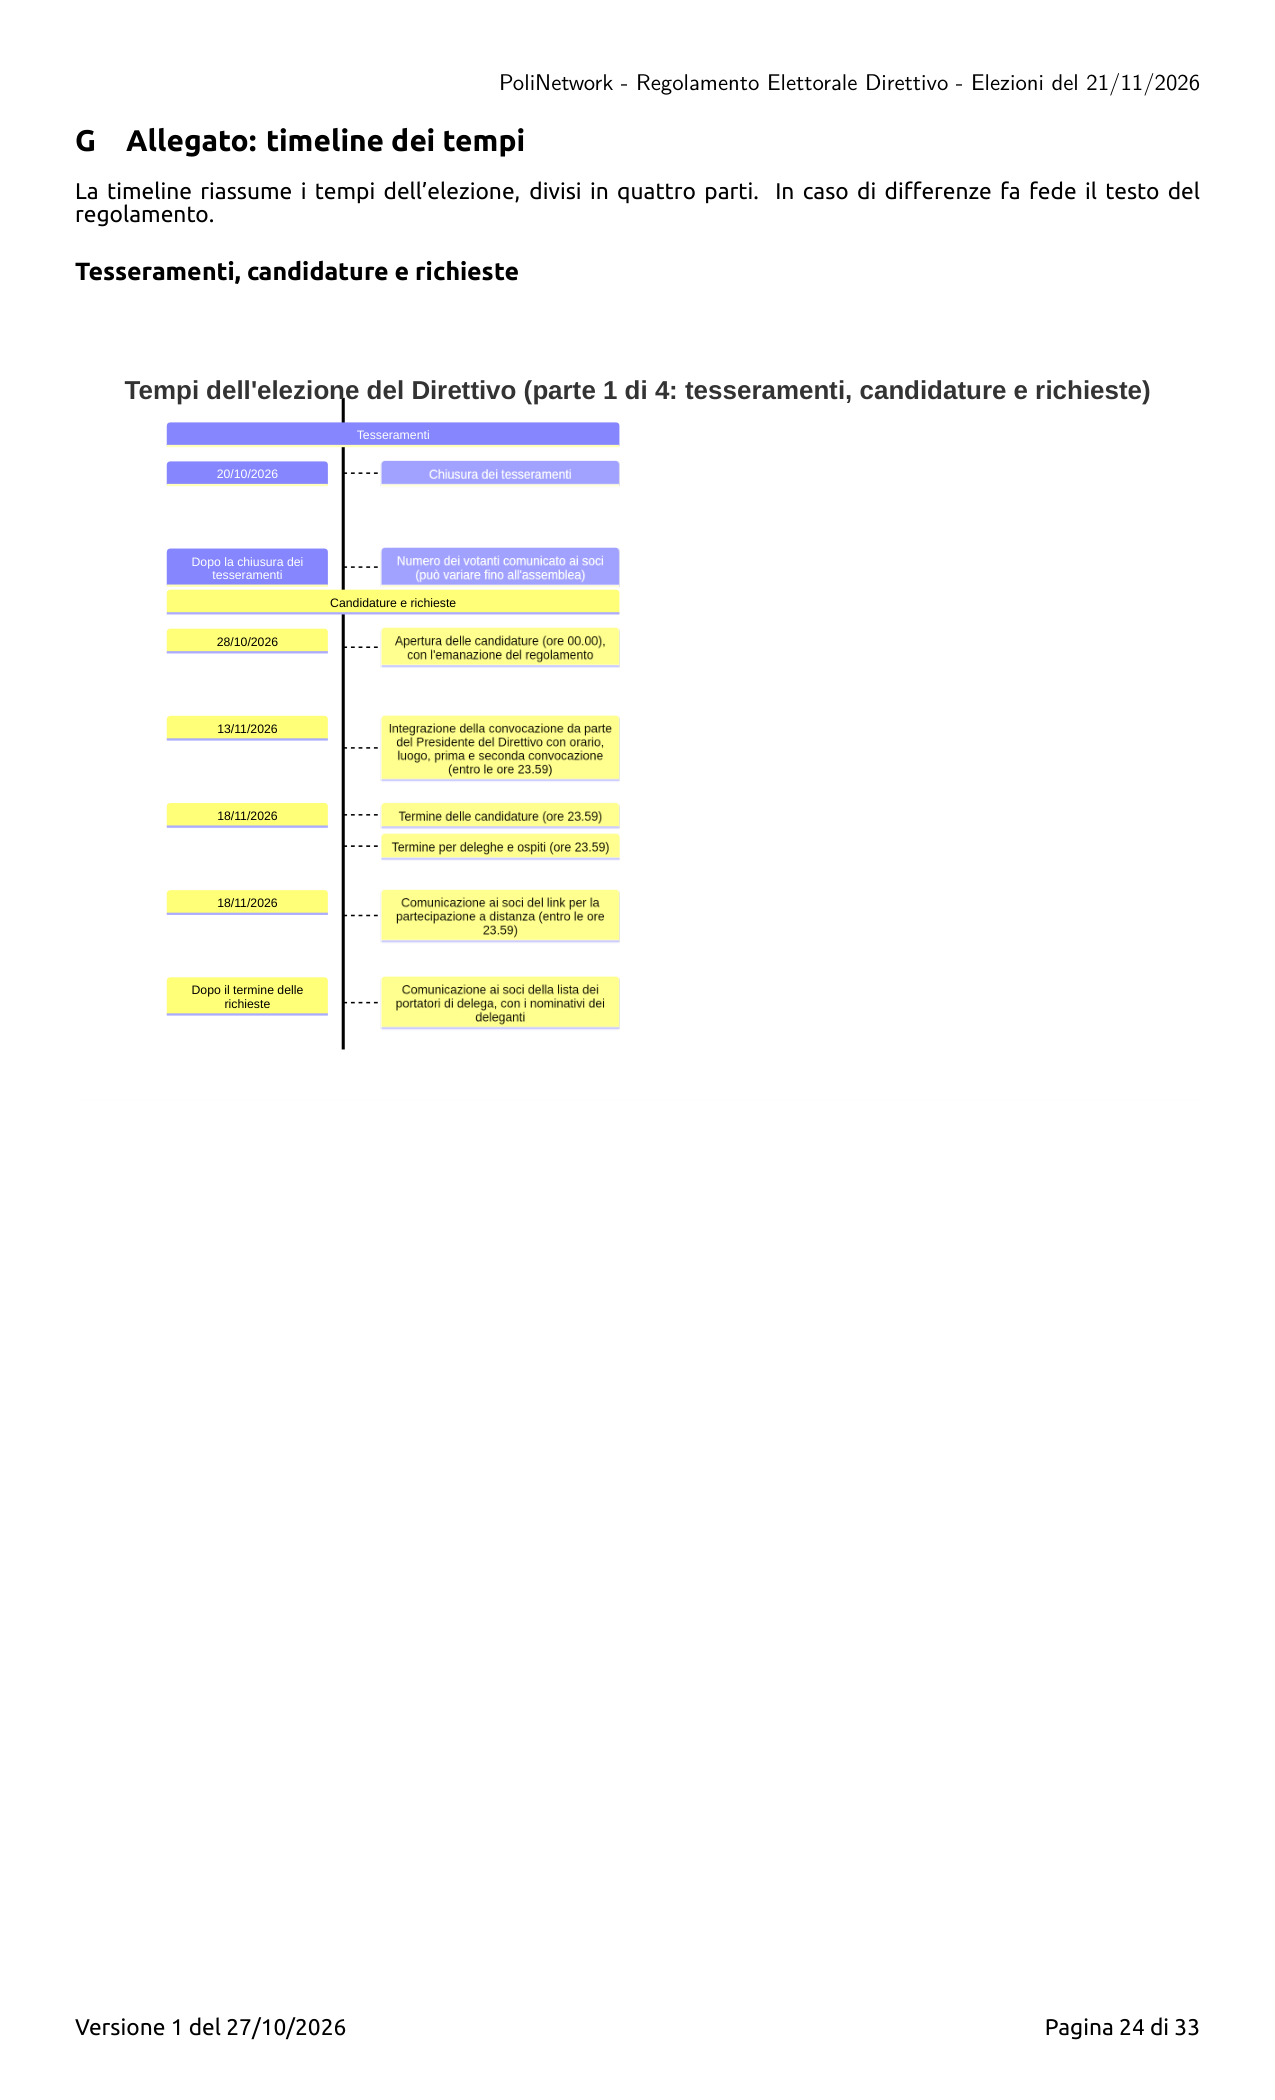 PoliNetwork - Regolamento Elettorale Direttivo - Elezioni del 21/11/2026
G Allegato: timeline dei tempi
La timeline riassume i tempi dell’elezione, divisi in quattro parti. In caso di differenze fa fede il testo del
regolamento.
Tesseramenti, candidature e richieste
Tempi dell'elezione del Direttivo (parte 1 di 4: tesseramenti, candidature e richieste)
Tesseramenti
20/10/2026
Chiusura dei tesseramenti
Dopo la chiusura dei
tesseramenti
Numero dei votanti comunicato ai soci
(può variare fino all'assemblea)
Candidature e richieste
28/10/2026
Apertura delle candidature (ore 00.00),
con l'emanazione del regolamento
13/11/2026
Integrazione della convocazione da parte
del Presidente del Direttivo con orario,
luogo, prima e seconda convocazione
(entro le ore 23.59)
18/11/2026
Termine delle candidature (ore 23.59)
Termine per deleghe e ospiti (ore 23.59)
18/11/2026
Comunicazione ai soci del link per la
partecipazione a distanza (entro le ore
23.59)
Dopo il termine delle
richieste
Comunicazione ai soci della lista dei
portatori di delega, con i nominativi dei
deleganti
Versione 1 del 27/10/2026
Pagina 24 di 33